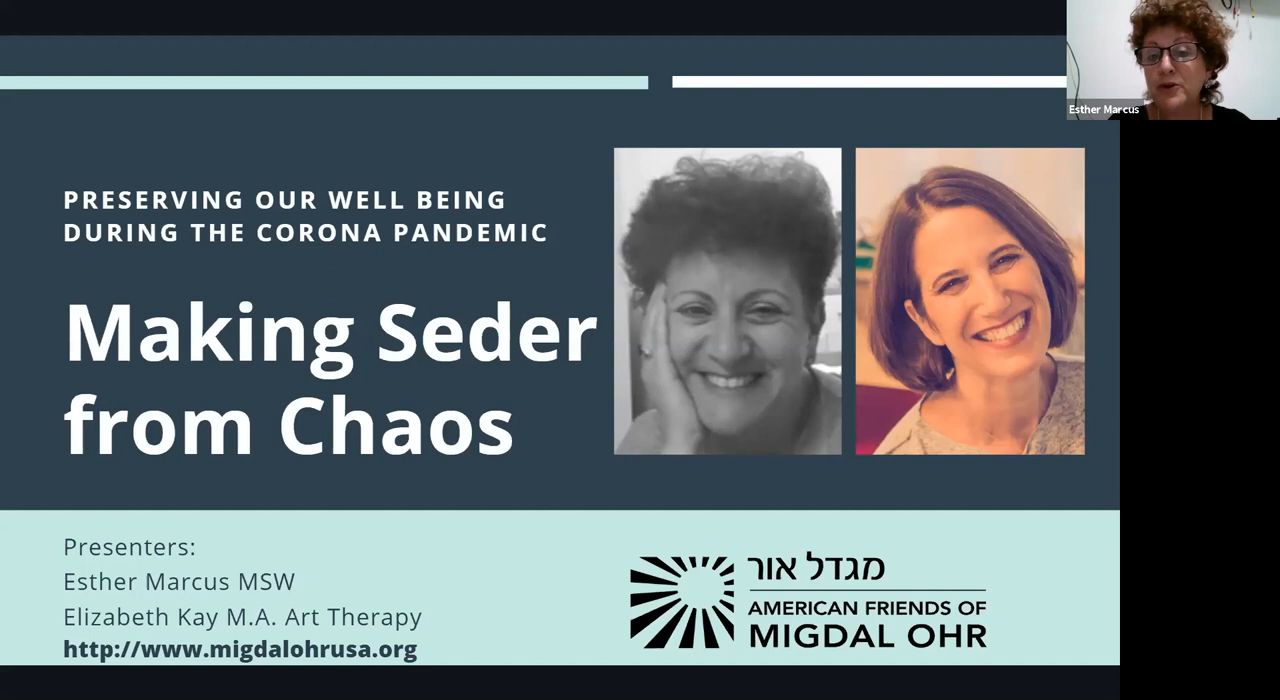 Esther Marcus
PRESERVING OUR WELL BEING
DURING THE CORONA PANDEMIC
Making Seder
from Chaos
Presenters:
Esther Marcus MSW
Elizabeth Kay M.A. Art Therapy
http://www.migdalohrusa.org
מגדל אור
AMERICAN FRIENDS OF
MIGDAL OHR